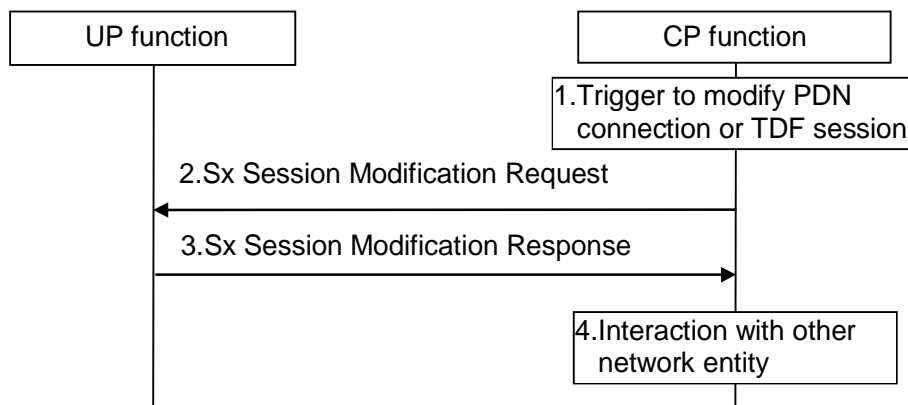 UP function
CP function
1.Trigger to modify PDN
connection or TDF session
2.Sx Session Modification Request
3.Sx Session Modification Response
4.Interaction with other
network entity